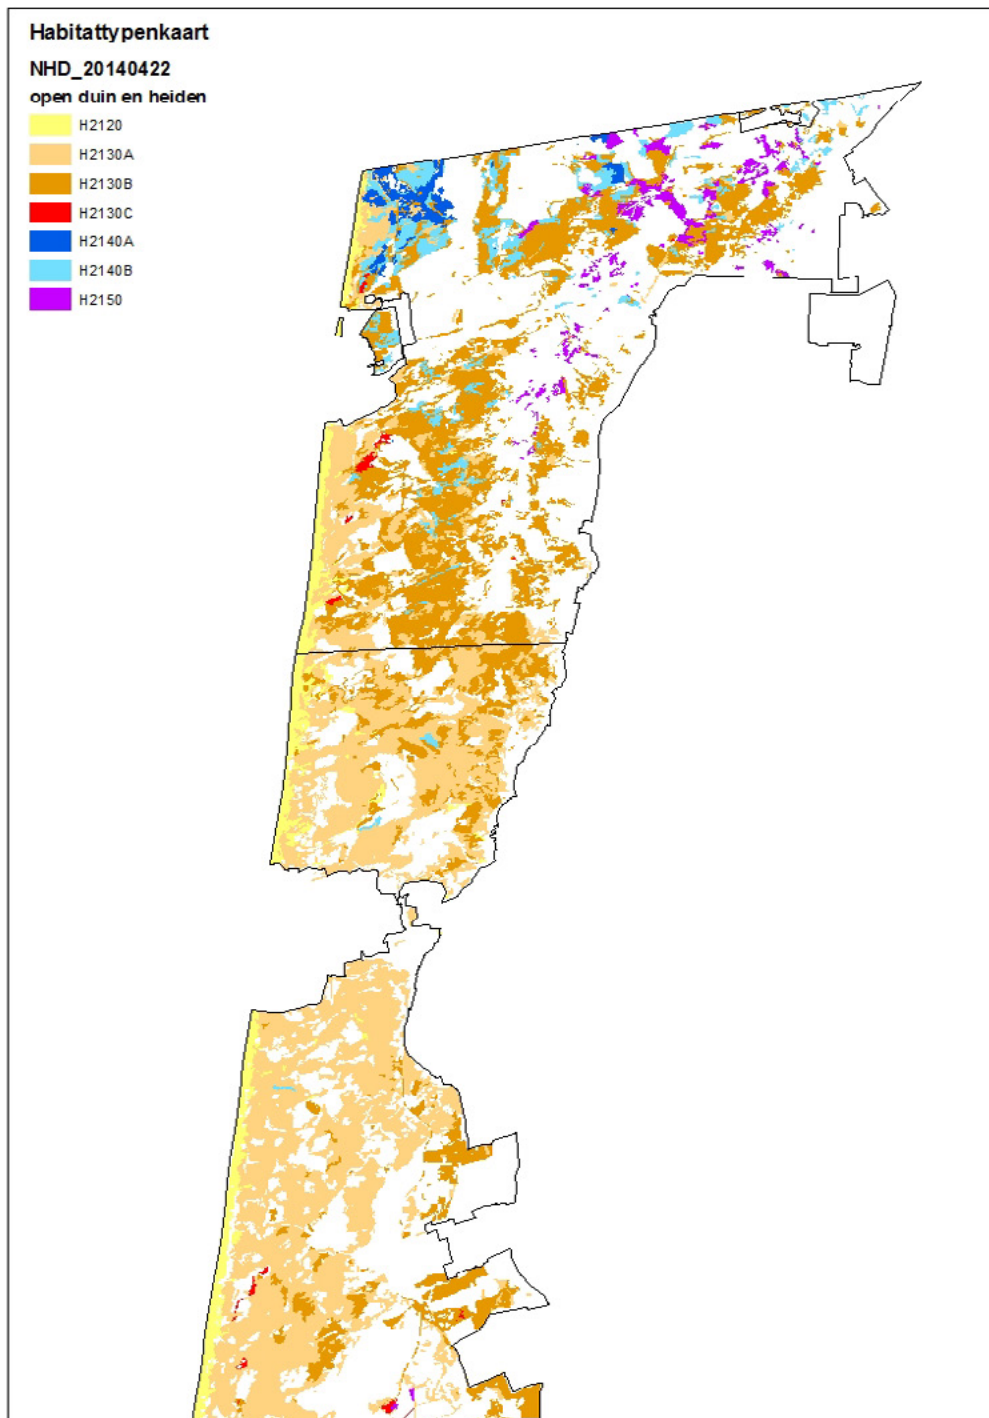 Habitattypenkaart
NHD_20140422
open duin en heiden
H2120
H2130A
H2130B
H2130C
H2140A
H2140B
H2150